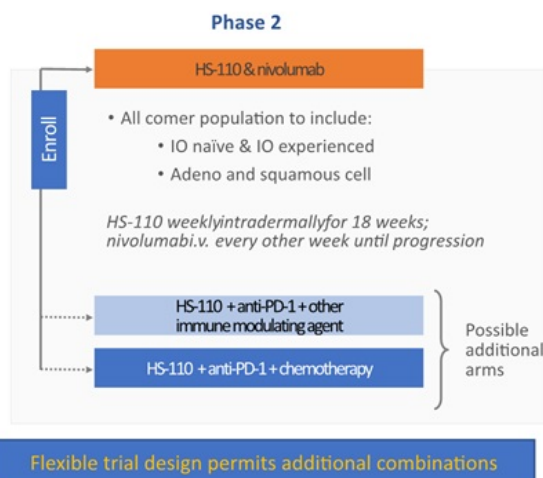 Phase 2
HS-110 & nivolumab
Enroll
• All comer population to include:
• IO naïve & IO experienced
• Adeno and squamous cell
HS-110 weeklyintradermallyfor 18 weeks;
nivolumabi.v. every other week until progression
HS-110 + anti-PD-1 + other
immune modulating agent
HS-110 + anti-PD-1 + chemotherapy
Possible
additional
arms
Flexible trial design permits additional combinations